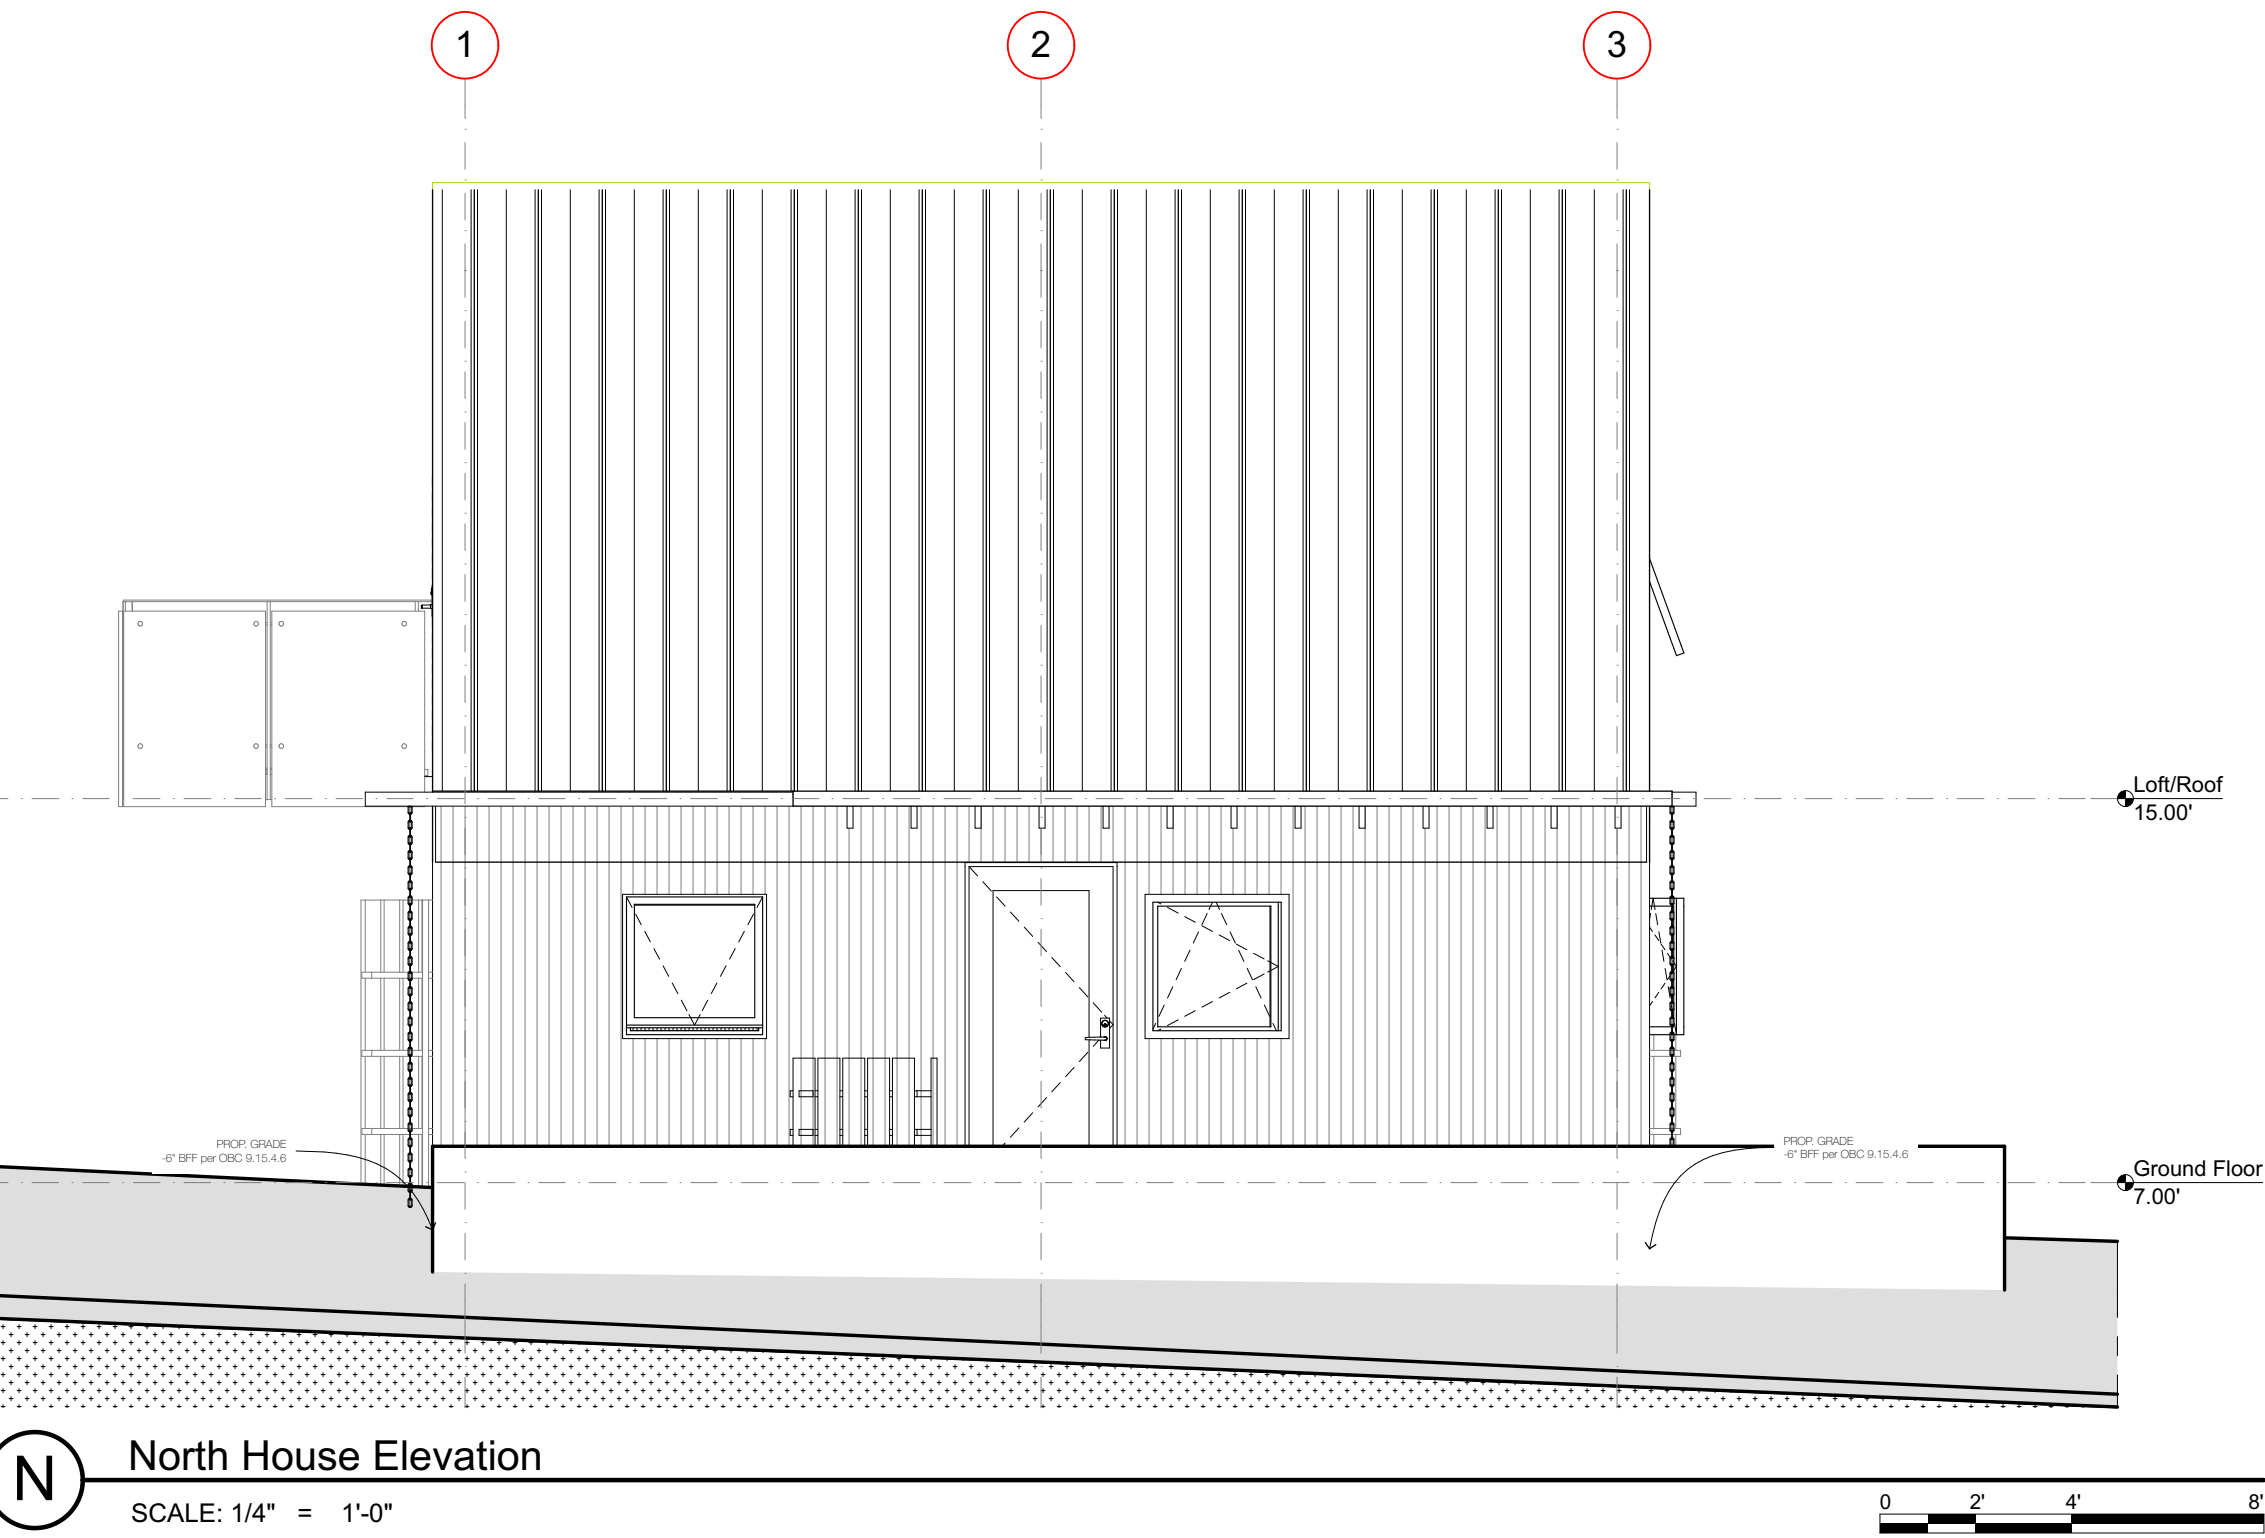 1 2 3
Loft/Roof
15.00'
PROP. GRADE
-6" BFF per OBC 9.15.4.6
PROP. GRADE
-6" BFF per OBC 9.15.4.6
Ground Floor
7.00'
N
North House Elevation
SCALE: 1/4" = 1'-0"
0 2' 4' 8'